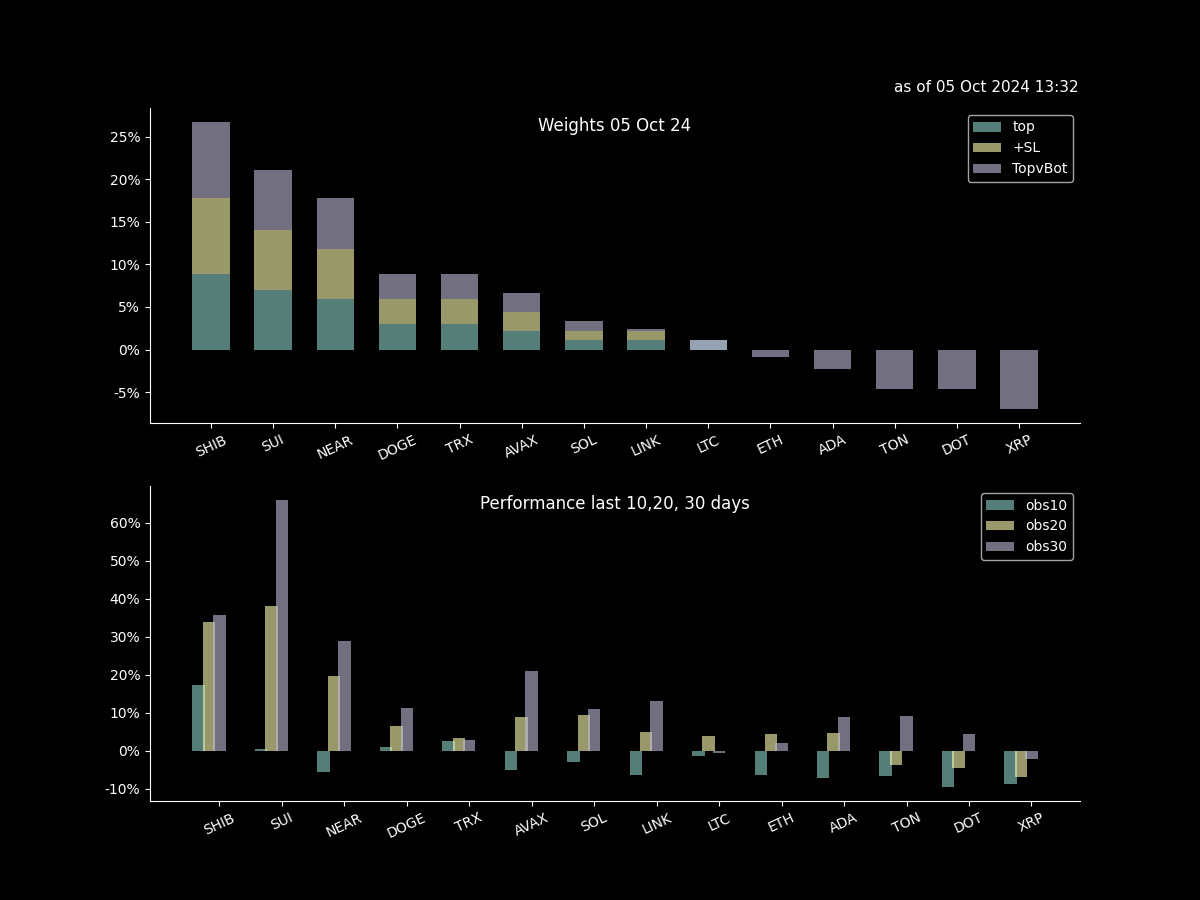 as of 05 Oct 2024 13:32
Weights 05 Oct 24
top
+SL
TopvBot
25%
20%
15%
10%
5%
0%
-5%
SHIB SUI NEAR DOGE TRX AVAX SOL LINK LTC ETH ADA TON DOT XRP
Performance last 10,20, 30 days
obs10
obs20
obs30
60%
50%
40%
30%
20%
10%
0%
-10%
SHIB SUI NEAR DOGE TRX AVAX SOL LINK LTC ETH ADA TON DOT XRP